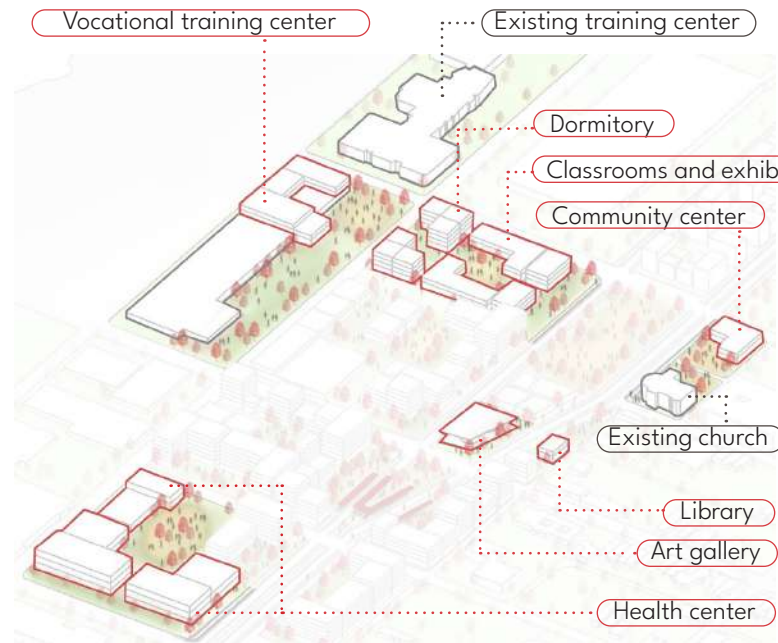 Vocational training center
Existing training center
Dormitory
Classrooms and exhib
Community center
Existing church
Library
Art gallery
Health center